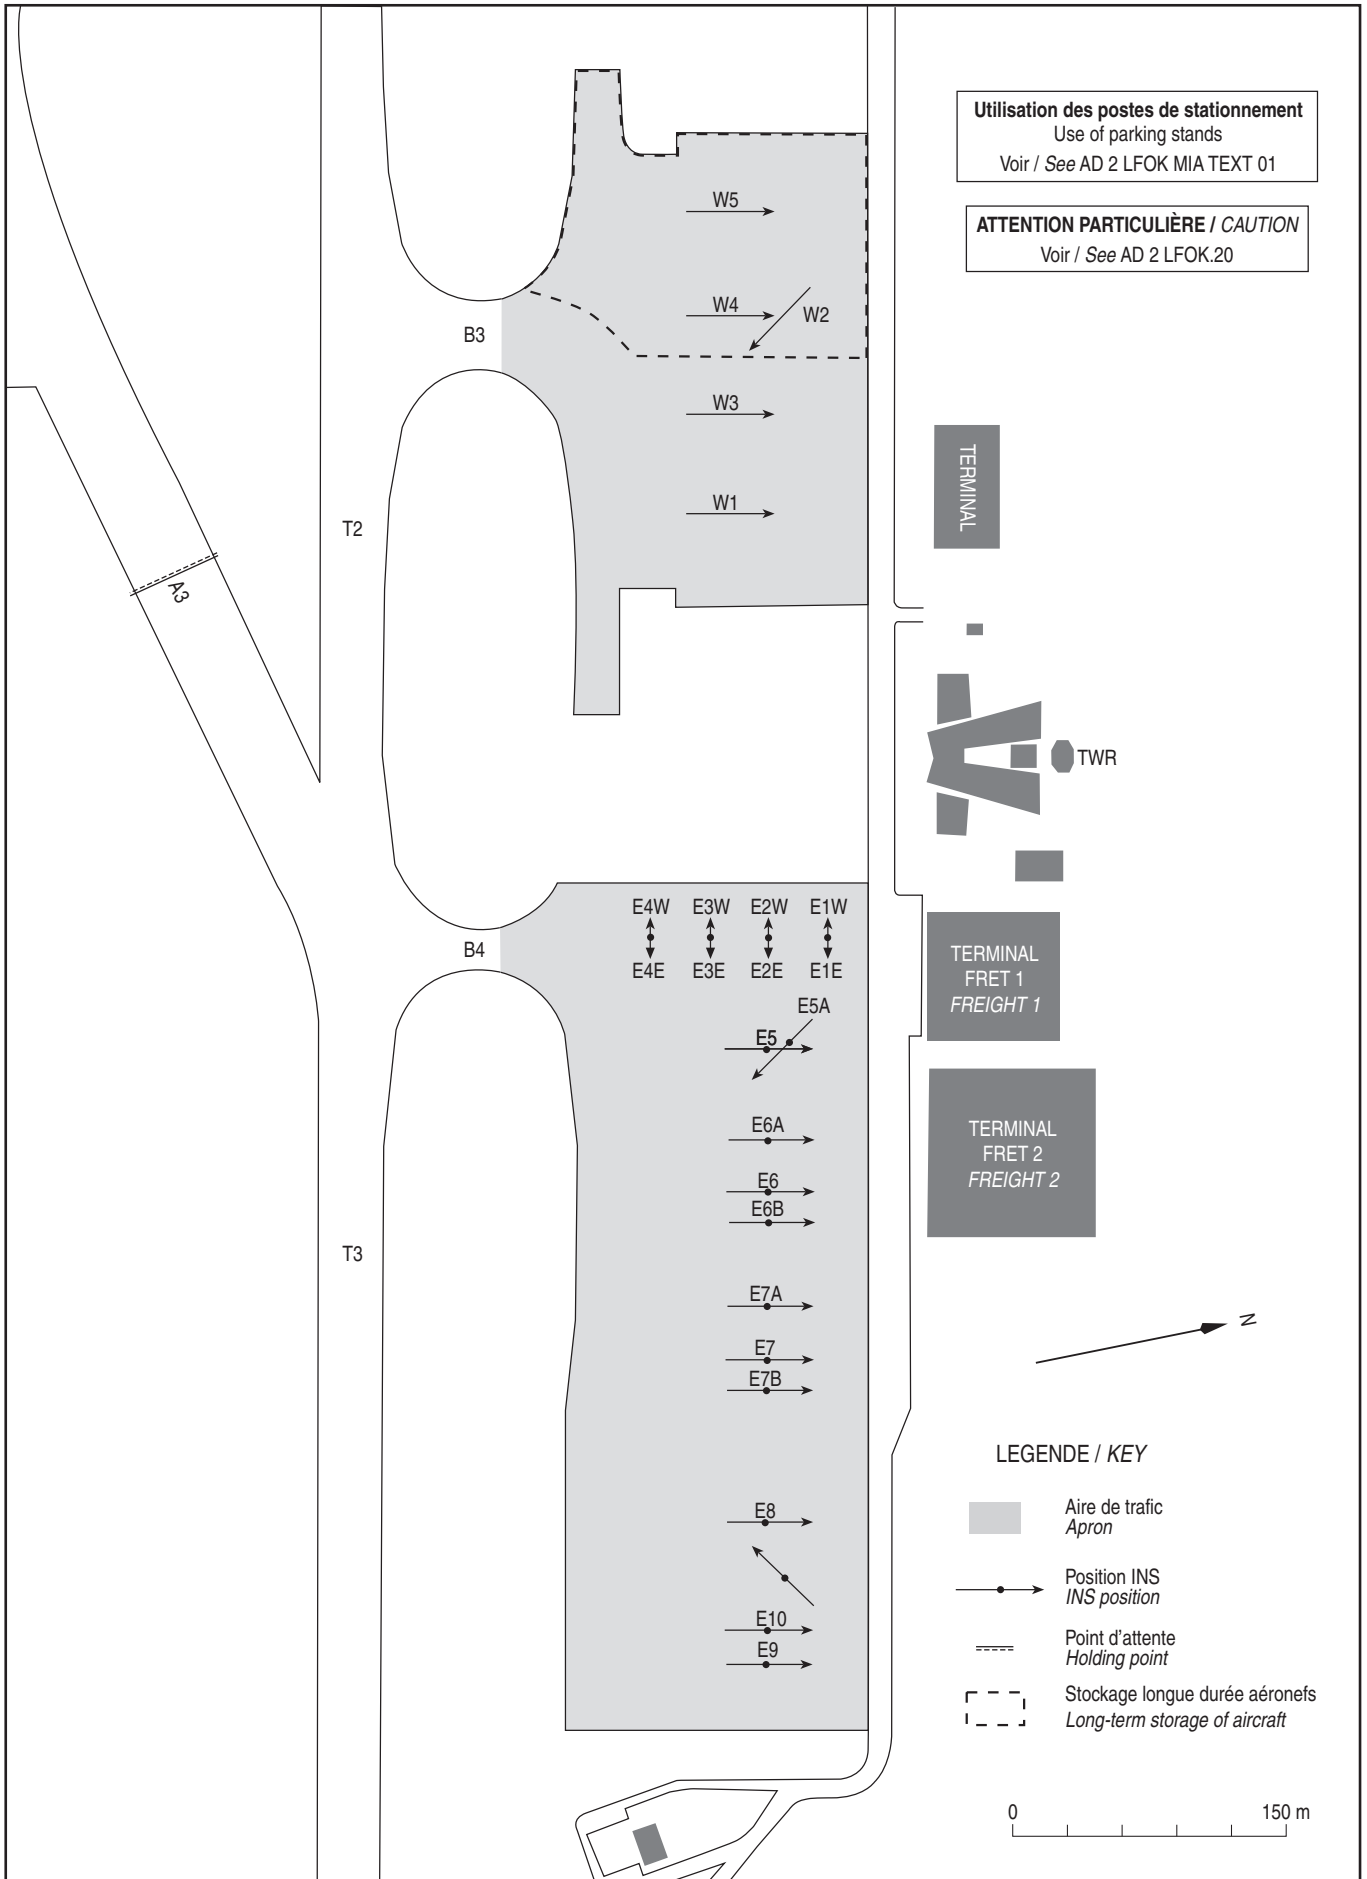 Utilisation des postes de stationnement
Use of parking stands
Voir / See AD 2 LFOK MIA TEXT 01
ATTENTION PARTICULIÈRE / CAUTION
Voir / See AD 2 LFOK.20
W5
W4
W2
B3
W3
W1
T2
A3
TERMINAL
TWR
E4W E3W E2W E1W
B4
E4E E3E E2E E1E
TERMINAL
FRET 1
FREIGHT 1
E5A
E5
E6A
E6
E6B
TERMINAL
FRET 2
FREIGHT 2
T3
E7A
E7
E7B
N
E8
E10
E9
LEGENDE / KEY
Aire de trafic
Apron
Position INS
INS position
Point d'attente
Holding point
Stockage longue durée aéronefs
Long-term storage of aircraft
0 150 m